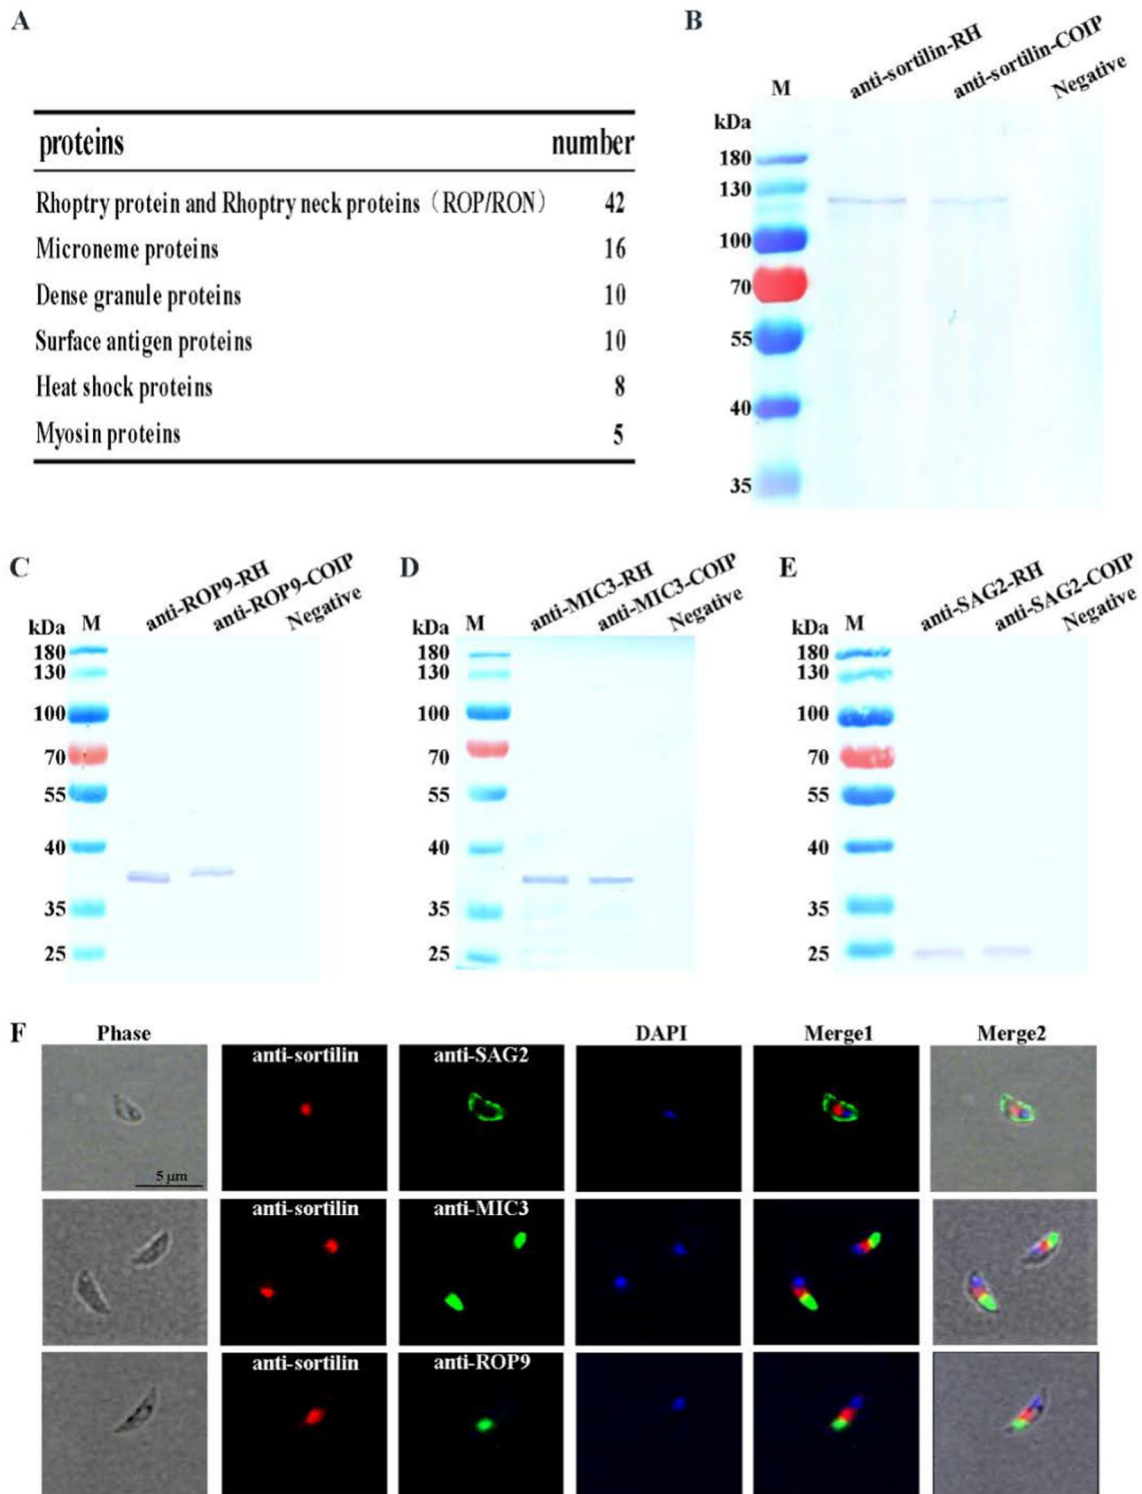 A
proteins number
Rhoptry protein and Rhoptry neck proteins（ROP/RON） 42
Microneme proteins 16
Dense granule proteins 10
Surface antigen proteins 10
Heat shock proteins 8
Myosin proteins 5
B
M anti-sortilin-RH anti-sortilin-COIP Negative
kDa
180
130
100
70
55
40
35
C
kDa M anti-ROP9-RH anti-ROP9-COIP Negative
180
130
100
70
55
40
35
25
D
kDa M anti-MIC3-RH anti-MIC3-COIP Negative
180
130
100
70
55
40
35
25
E
kDa M anti-SAG2-RH anti-SAG2-COIP Negative
180
130
100
70
55
40
35
25
F
Phase DAPI Merge1 Merge2
anti-sortilin anti-SAG2
5 μm
anti-sortilin anti-MIC3
anti-sortilin anti-ROP9